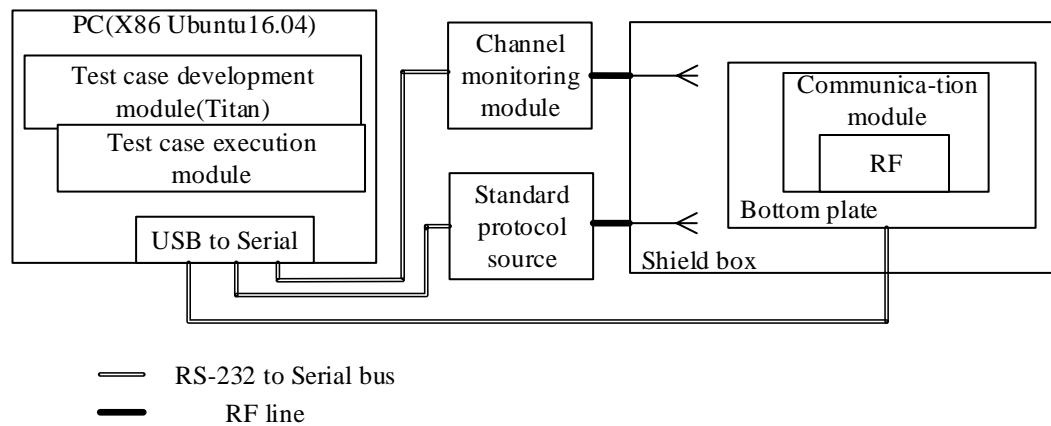 PC(X86 Ubuntu16.04)
Test case development
module(Titan)
Test case execution
module
USB to Serial
Channel
monitoring
module
Standard
protocol
source
Communica-tion
module
RF
Bottom plate
Shield box
RS-232 to Serial bus
RF line